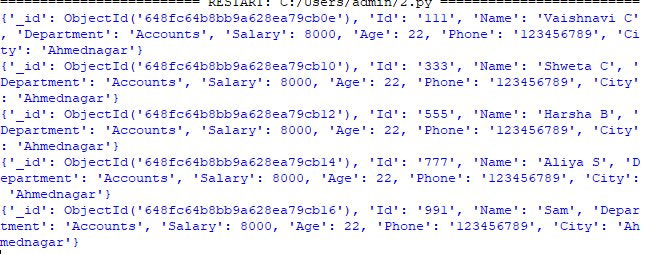 ========================= RESTART: C:/Users/admin/2.py =========================
{'_id': ObjectId('648fc64b8bb9a628ea79cb0e'), 'Id': '111', 'Name': 'Vaishnavi C'
, 'Department': 'Accounts', 'Salary': 8000, 'Age': 22, 'Phone': '123456789', 'Ci
ty': 'Ahmednagar'}
{'_id': ObjectId('648fc64b8bb9a628ea79cb10'), 'Id': '333', 'Name': 'Shweta C', '
Department': 'Accounts', 'Salary': 8000, 'Age': 22, 'Phone': '123456789', 'City'
: 'Ahmednagar'}
{'_id': ObjectId('648fc64b8bb9a628ea79cb12'), 'Id': '555', 'Name': 'Harsha B', '
Department': 'Accounts', 'Salary': 8000, 'Age': 22, 'Phone': '123456789', 'City'
: 'Ahmednagar'}
{'_id': ObjectId('648fc64b8bb9a628ea79cb14'), 'Id': '777', 'Name': 'Aliya S', 'D
epartment': 'Accounts', 'Salary': 8000, 'Age': 22, 'Phone': '123456789', 'City':
 'Ahmednagar'}
{'_id': ObjectId('648fc64b8bb9a628ea79cb16'), 'Id': '991', 'Name': 'Sam', 'Depar
tment': 'Accounts', 'Salary': 8000, 'Age': 22, 'Phone': '123456789', 'City': 'Ah
mednagar'}